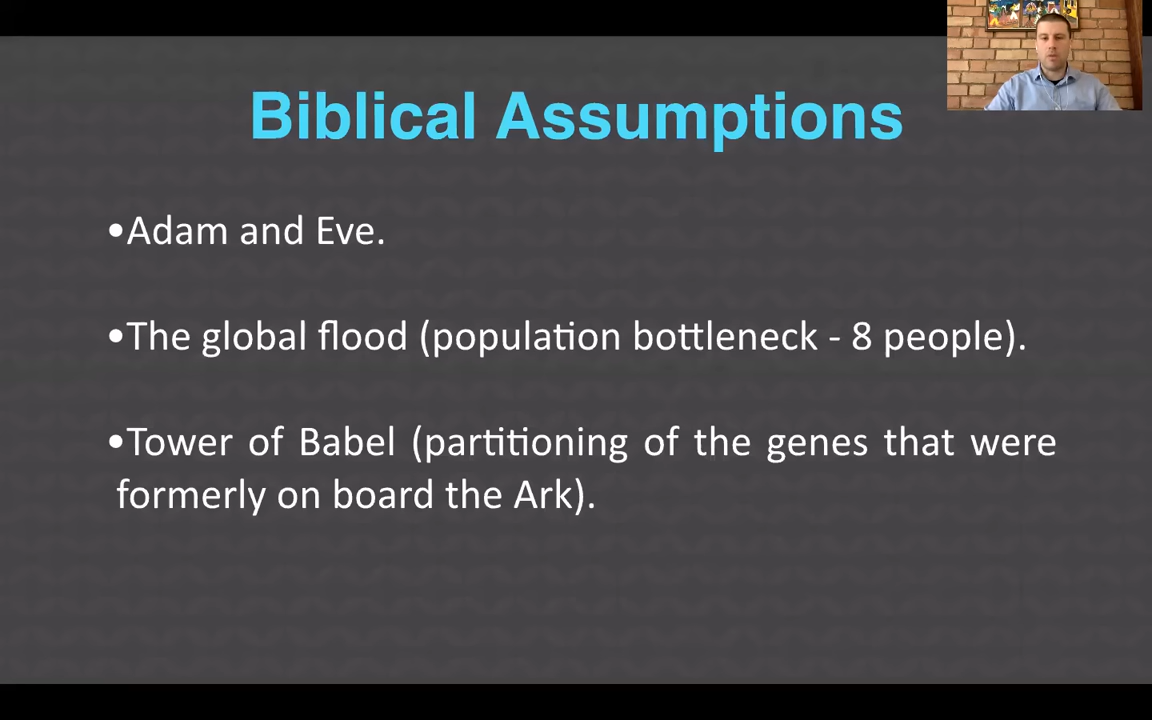 Biblical Assumptions
•Adam and Eve.
•The global flood (population bottleneck - 8 people).
•Tower of Babel (partitioning of the genes that were
formerly on board the Ark).